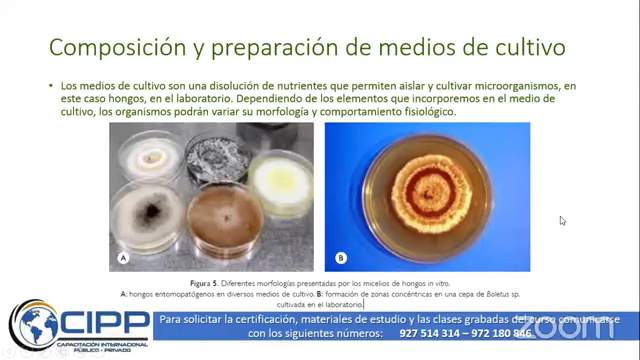 Composición y preparación de medios de cultivo
• Los medios de cultivo son una disolución de nutrientes que permiten aislar y cultivar microorganismos, en
este caso hongos, en el laboratorio. Dependiendo de los elementos que incorporemos en el medio de
cultivo, los organismos podrán variar su morfología y comportamiento fisiológico.
A
B
Figura 5. Diferentes morfologías presentadas por los micelios de hongos in vitro.
A: hongos entomopatógenos en diversos medios de cultivo. B: formación de zonas concéntricas en una cepa de Boletus sp.
cultivada en el laboratorio.
CIPP
CAPACITACIÓN INTERNACIONAL
PÚBLICO - PRIVADO
Para solicitar la certificación, materiales de estudio y las clases grabadas del curso comunicarse
con los siguientes números: 927 514 314 – 972 180 846
zoom